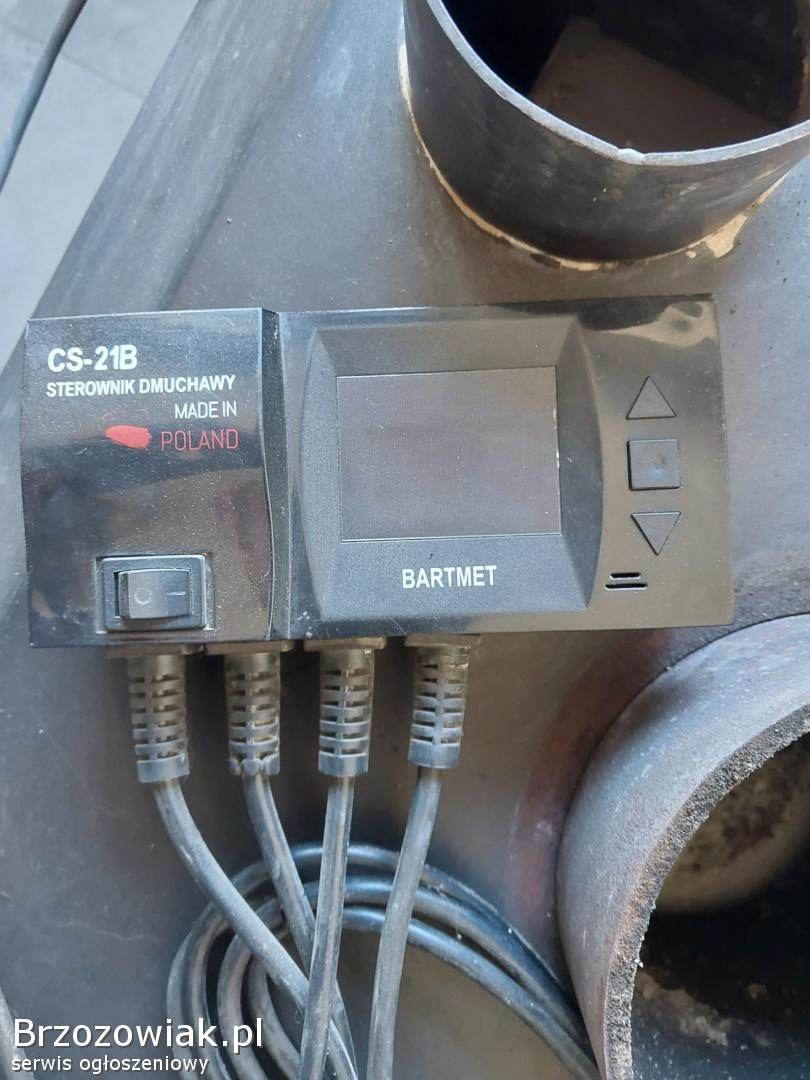 CS-21B
STEROWNIK DMUCHAWY
MADE IN
POLAND
BARTMET
Brzozowiak.pl
serwis ogłoszeniowy